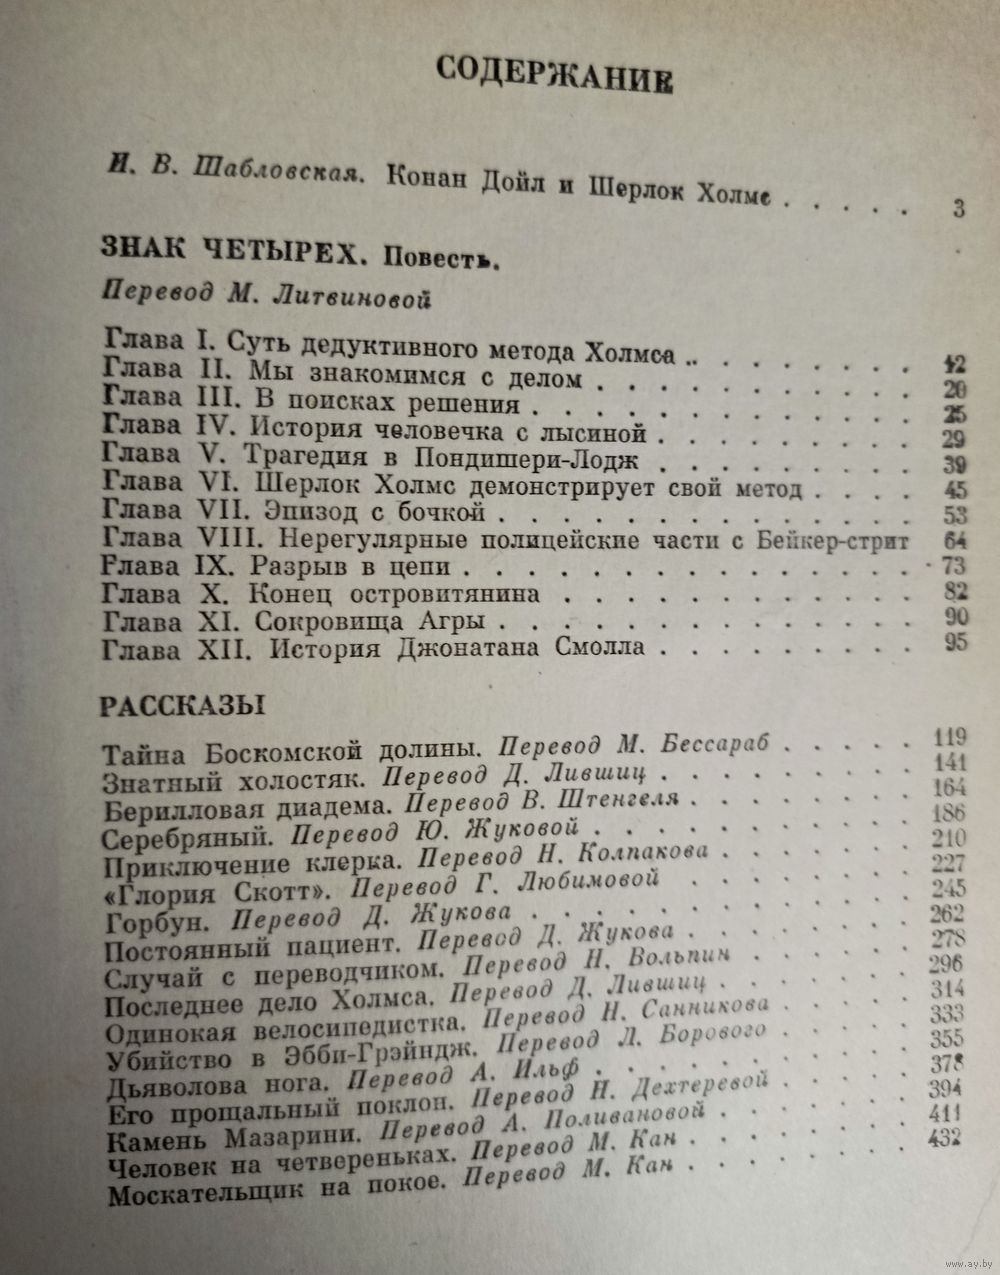 СОДЕРЖАНИЕ
И. В. Шабловская. Конан Дойл и Шерлок Холмс . . . . . 3
ЗНАК ЧЕТЫРЕХ. Повесть.
Перевод М. Литвиновой
Глава I. Суть дедуктивного метода Холмса . . . . . . . . 12
Глава II. Мы знакомимся с делом . . . . . . . . . . 20
Глава III. В поисках решения . . . . . . . . . . . . 25
Глава IV. История человечка с лысиной . . . . . . . . 29
Глава V. Трагедия в Пондишери-Лодж . . . . . . . . 39
Глава VI. Шерлок Холмс демонстрирует свой метод . . . . 45
Глава VII. Эпизод с бочкой . . . . . . . . . . . . . 53
Глава VIII. Нерегулярные полицейские части с Бейкер-стрит 64
Глава IX. Разрыв в цепи . . . . . . . . . . . . . . 73
Глава X. Конец островитянина . . . . . . . . . . . 82
Глава XI. Сокровища Агры . . . . . . . . . . . . . 90
Глава XII. История Джонатана Смолла . . . . . . . . 95
РАССКАЗЫ
Тайна Боскомской долины. Перевод М. Бессараб . . . . . 119
Знатный холостяк. Перевод Д. Лившиц . . . . . . . . 141
Берилловая диадема. Перевод В. Штенгеля . . . . . . . 164
Серебряный. Перевод Ю. Жуковой . . . . . . . . . . 186
Приключение клерка. Перевод Н. Колпакова . . . . . . 210
«Глория Скотт». Перевод Г. Любимовой . . . . . . . 227
Горбун. Перевод Д. Жукова . . . . . . . . . . . . 245
Постоянный пациент. Перевод Д. Жукова . . . . . . . 262
Случай с переводчиком. Перевод Н. Вольпин . . . . . 278
Последнее дело Холмса. Перевод Д. Лившиц . . . . . . 296
Одинокая велосипедистка. Перевод Н. Санникова . . . . 314
Убийство в Эбби-Грэйндж. Перевод Л. Борового . . . . 333
Дьяволова нога. Перевод А. Ильф . . . . . . . . . . 355
Его прощальный поклон. Перевод Н. Дехтеревой . . . . 378
Камень Мазарини. Перевод А. Поливановой . . . . . . 394
Человек на четвереньках. Перевод М. Кан . . . . . . . 411
Москательщик на покое. Перевод М. Кан . . . . . . . 432
www.ay.by